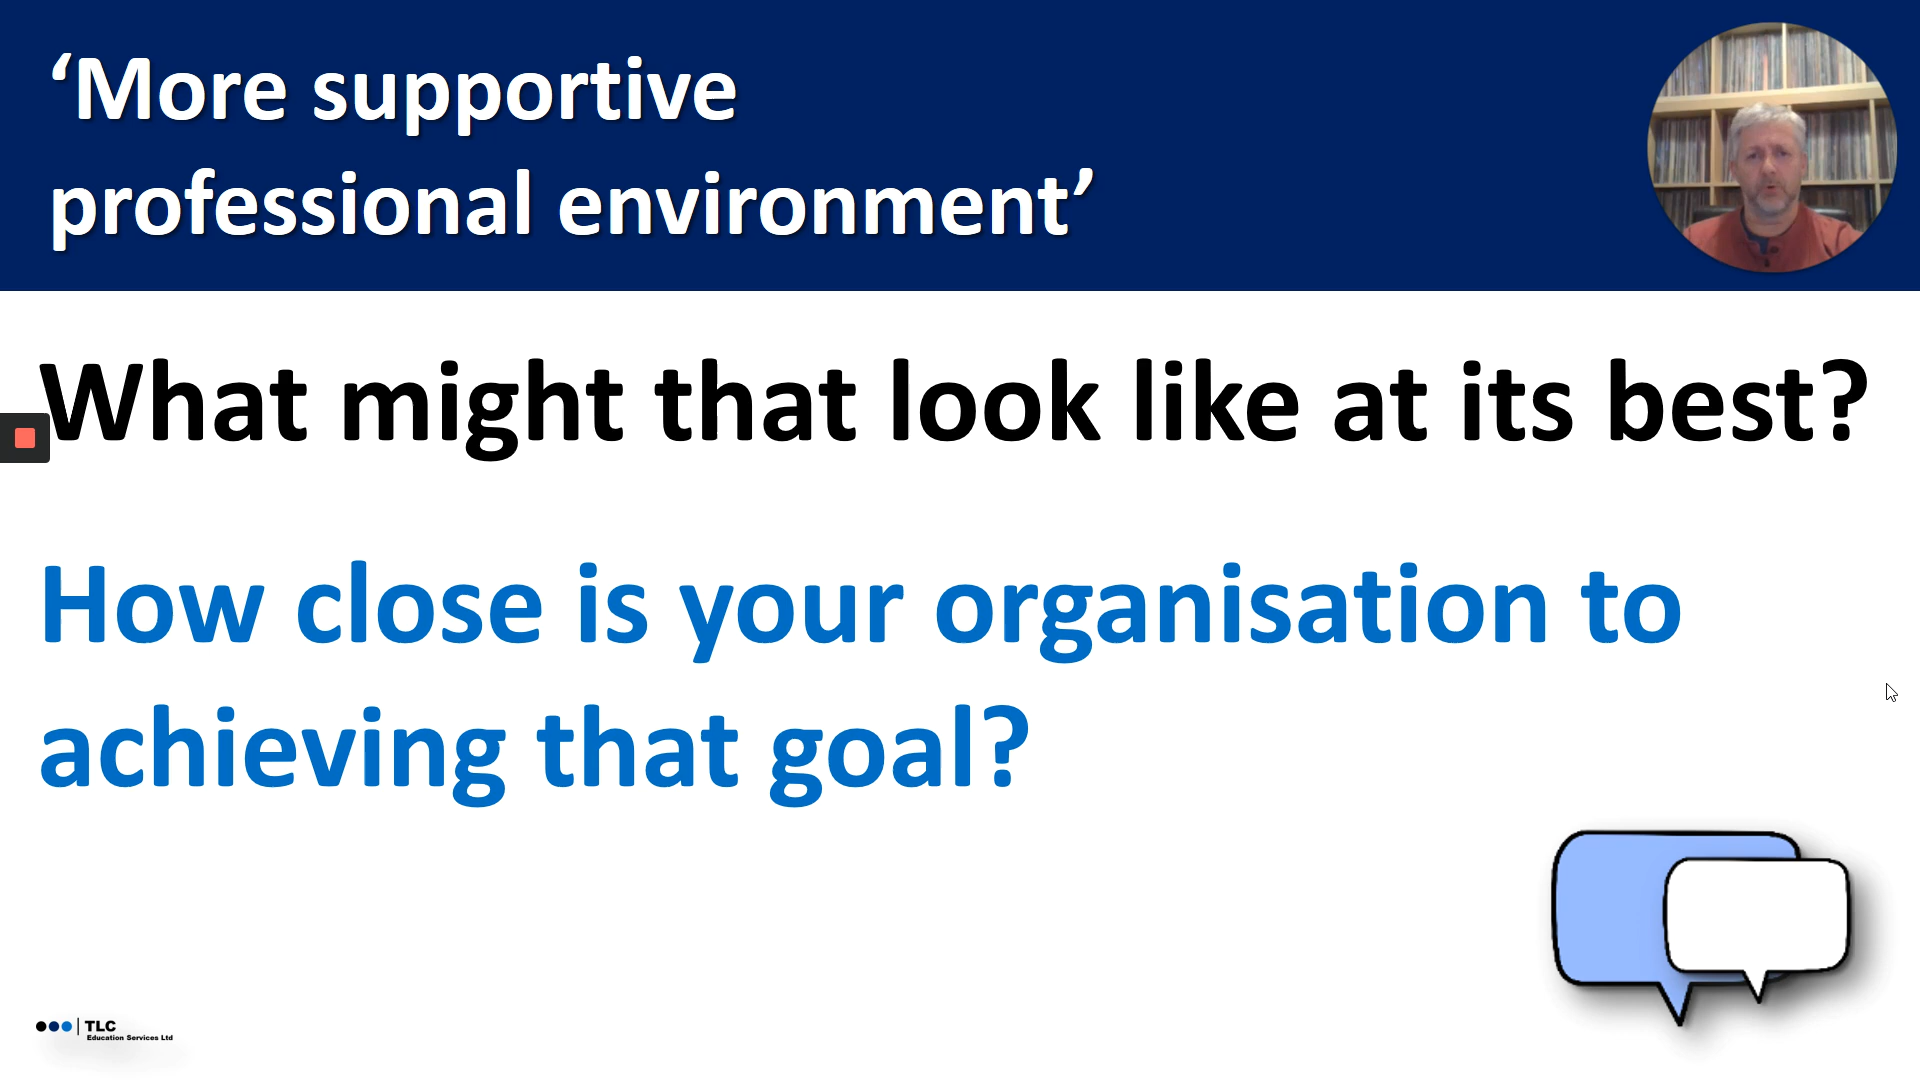 ‘More supportive
professional environment’
What might that look like at its best?
How close is your organisation to
achieving that goal?
TLC
Education Services Ltd